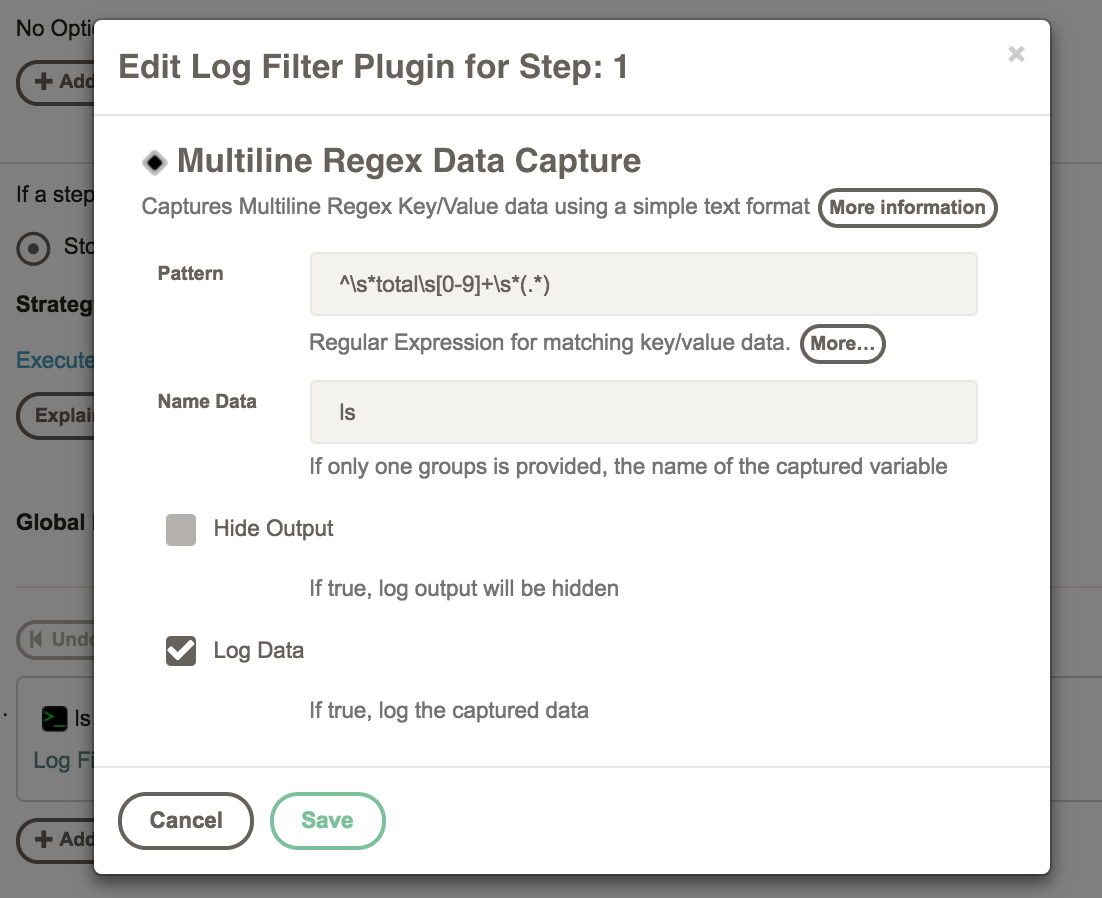 No Opti
Edit Log Filter Plugin for Step: 1
×
+ Add
Multiline Regex Data Capture
If a step
Captures Multiline Regex Key/Value data using a simple text format More information
Sto
Pattern ^\s*total\s[0-9]+\s*(.*)
Strateg
Regular Expression for matching key/value data. More...
Execute
Name Data ls
Explai
If only one groups is provided, the name of the captured variable
Global
Hide Output
If true, log output will be hidden
Undo
Log Data
ls
If true, log the captured data
Log Fi
Cancel Save
+ Add